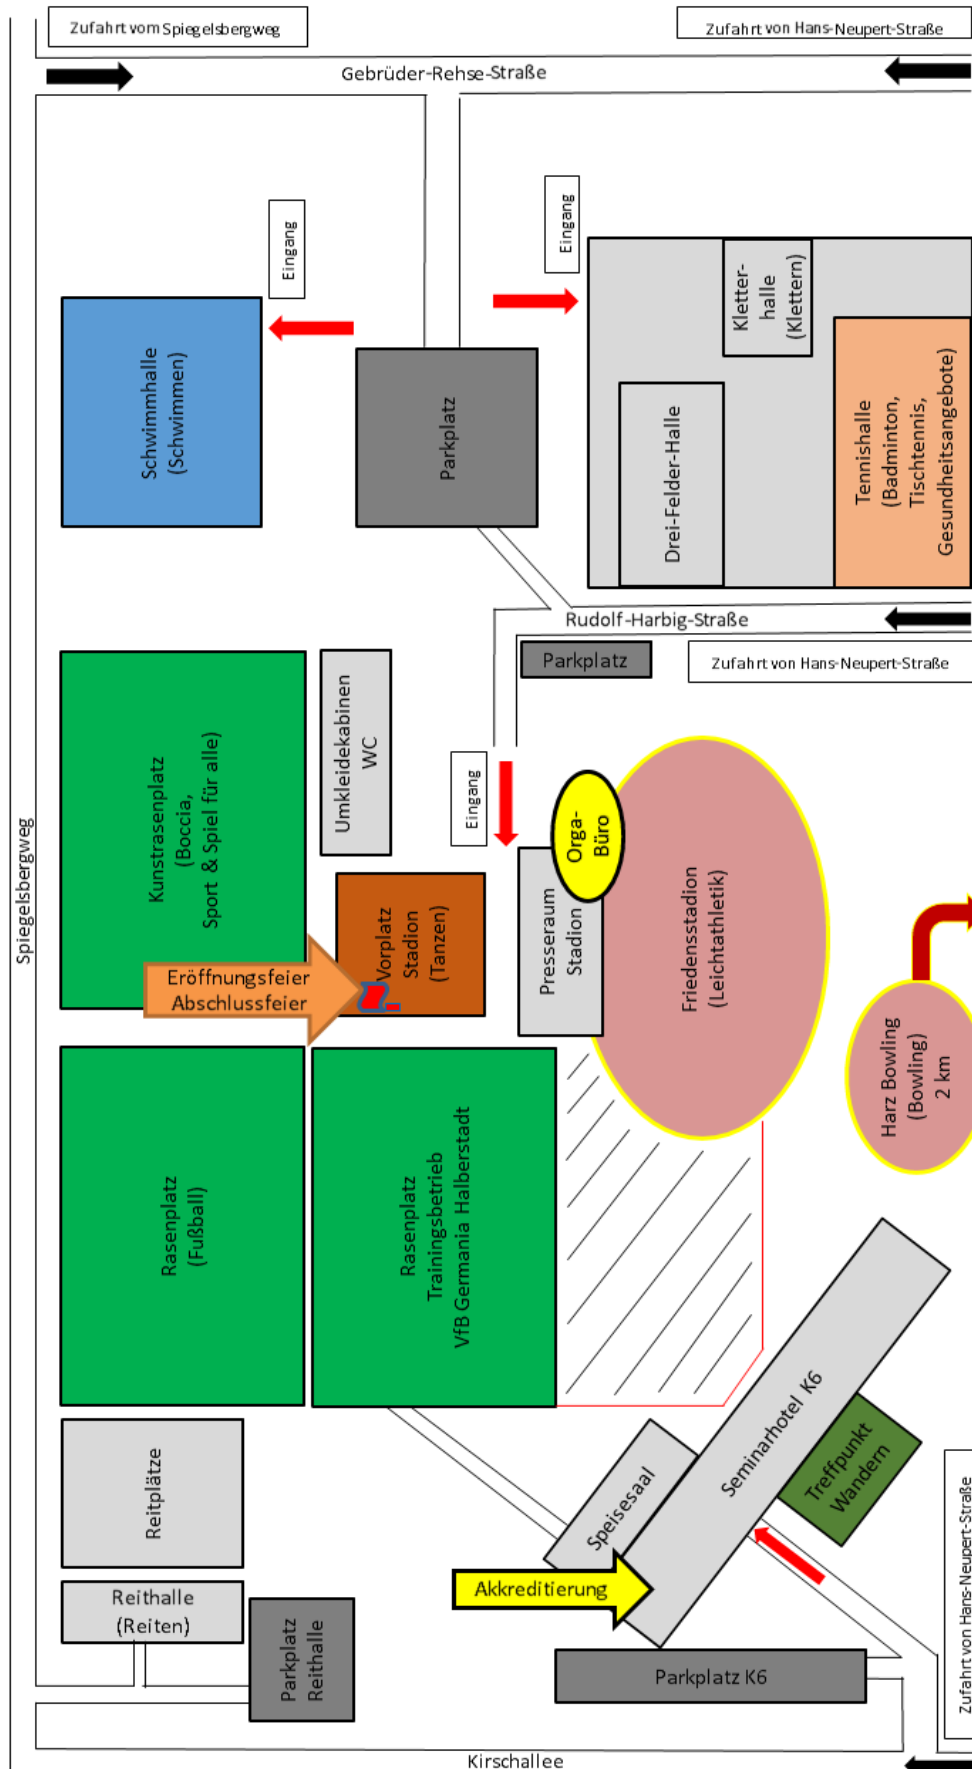 Zufahrt vom Spiegelsbergweg
Zufahrt von Hans-Neupert-Straße
Gebrüder-Rehse-Straße
Eingang
Eingang
Schwimmhalle
(Schwimmen)
Parkplatz
Kletter-
halle
(Klettern)
Drei-Felder-Halle
Tennishalle
(Badminton,
Tischtennis,
Gesundheitsangebote)
Rudolf-Harbig-Straße
Parkplatz
Zufahrt von Hans-Neupert-Straße
Spiegelsbergweg
Kunstrasenplatz
(Boccia,
Sport & Spiel für alle)
Umkleidekabinen
WC
Eingang
Orga-
Büro
Presseraum
Stadion
Friedensstadion
(Leichtathletik)
Vorplatz
Stadion
(Tanzen)
Eröffnungsfeier
Abschlussfeier
Harz Bowling
(Bowling)
2 km
Rasenplatz
(Fußball)
Rasenplatz
Trainingsbetrieb
VfB Germania Halberstadt
Reitplätze
Speisesaal
Seminarhotel K6
Treffpunkt
Wandern
Reithalle
(Reiten)
Akkreditierung
Parkplatz
Reithalle
Parkplatz K6
Zufahrt von Hans-Neupert-Straße
Kirschallee